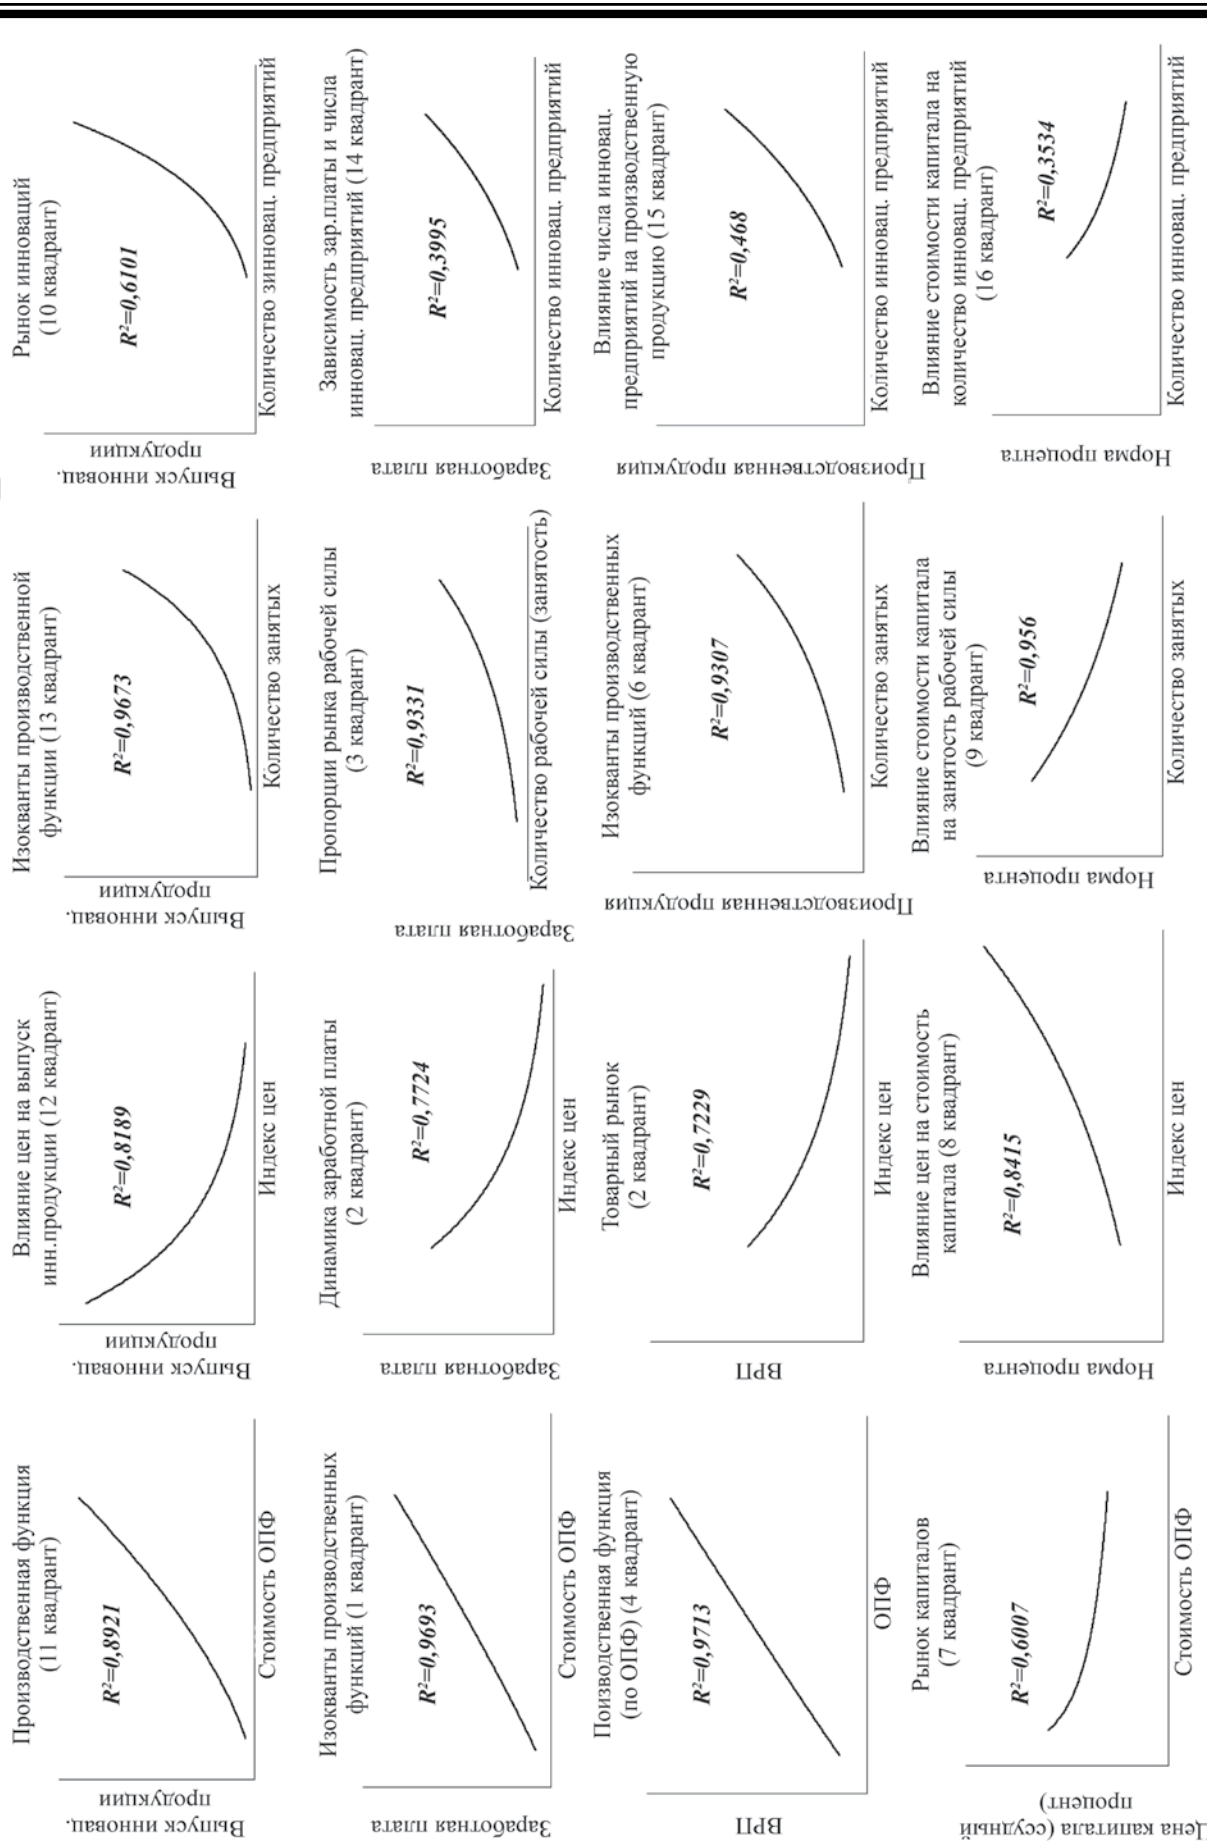 Производственная функция
(11 квадрант)
R²=0,8921
Выпуск инновац.
продукции
Стоимость ОПФ
Влияние цен на выпуск
инн.продукции (12 квадрант)
R²=0,8189
Выпуск инновац.
продукции
Индекс цен
Изокванты производственной
функции (13 квадрант)
R²=0,9673
Выпуск инновац.
продукции
Количество занятых
Рынок инноваций
(10 квадрант)
R²=0,6101
Выпуск инновац.
продукции
Количество зинновац. предприятий
Изокванты производственных
функций (1 квадрант)
R²=0,9693
Заработная плата
Стоимость ОПФ
Динамика заработной платы
(2 квадрант)
R²=0,7724
Заработная плата
Индекс цен
Пропорции рынка рабочей силы
(3 квадрант)
R²=0,9331
Заработная плата
Количество рабочей силы (занятость)
Зависимость зар.платы и числа
инновац. предприятий (14 квадрант)
R²=0,3995
Заработная плата
Количество инновац. предприятий
Поизводственная функция
(по ОПФ) (4 квадрант)
R²=0,9713
ВРП
ОПФ
Товарный рынок
(2 квадрант)
R²=0,7229
ВРП
Индекс цен
Изокванты производственных
функций (6 квадрант)
R²=0,9307
Производственная продукция
Количество занятых
Влияние числа инновац.
предприятий на производственную
продукцию (15 квадрант)
R²=0,468
Производственная продукция
Количество инновац. предприятий
Рынок капиталов
(7 квадрант)
R²=0,6007
Цена капитала (ссудный
процент)
Стоимость ОПФ
Влияние цен на стоимость
капитала (8 квадрант)
R²=0,8415
Норма процента
Индекс цен
Влияние стоимости капитала
на занятость рабочей силы
(9 квадрант)
R²=0,956
Норма процента
Количество занятых
Влияние стоимости капитала на
количество инновац. предприятий
(16 квадрант)
R²=0,3534
Норма процента
Количество инновац. предприятий